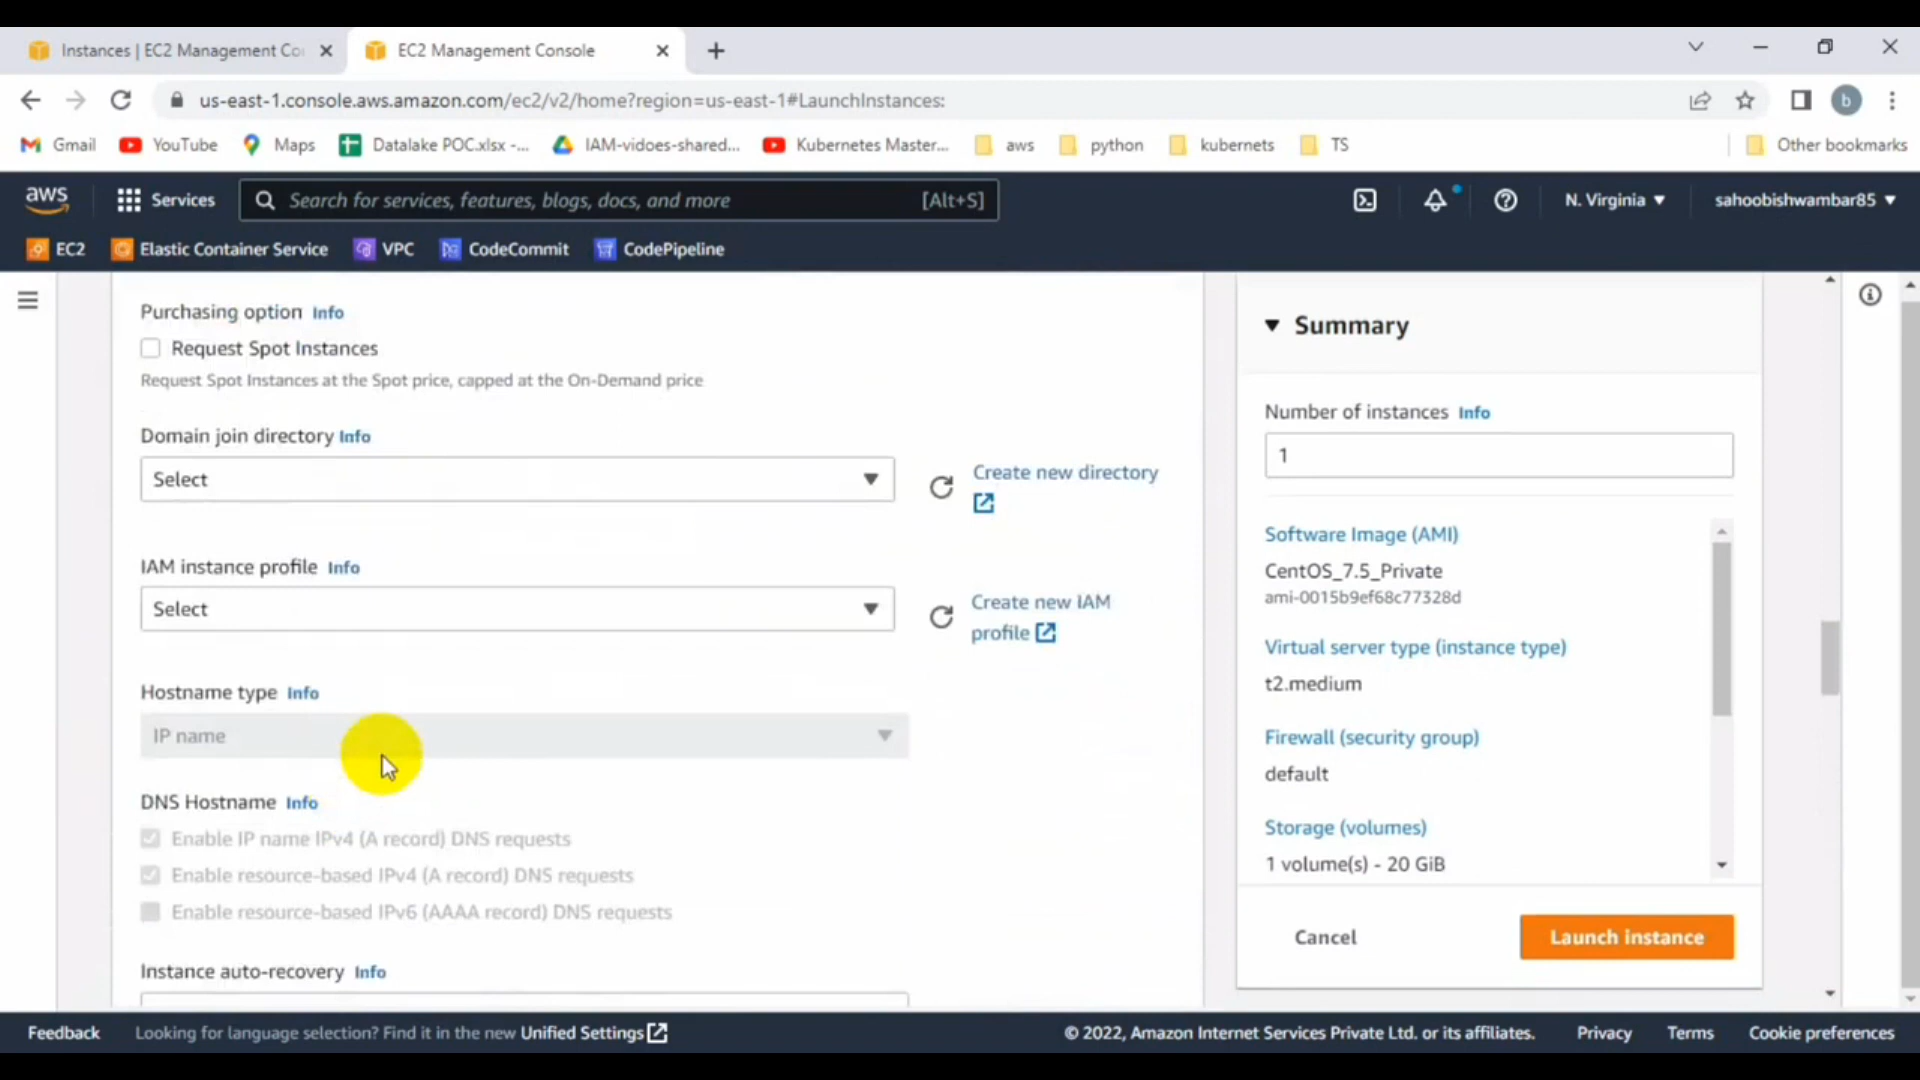 Instances | EC2 Management Co
EC2 Management Console
us-east-1.console.aws.amazon.com/ec2/v2/home?region=us-east-1#LaunchInstances:
b
Gmail
YouTube
Maps
Datalake POC.xlsx -...
IAM-vidoes-shared...
Kubernetes Master...
aws
python
kubernets
TS
Other bookmarks
aws
Services
Search for services, features, blogs, docs, and more
[Alt+S]
N. Virginia
sahoobishwambar85
EC2
Elastic Container Service
VPC
CodeCommit
CodePipeline
Purchasing option Info
Request Spot Instances
Request Spot Instances at the Spot price, capped at the On-Demand price
Domain join directory Info
Select
Create new directory
IAM instance profile Info
Select
Create new IAM
profile
Hostname type Info
IP name
DNS Hostname Info
Enable IP name IPv4 (A record) DNS requests
Enable resource-based IPv4 (A record) DNS requests
Enable resource-based IPv6 (AAAA record) DNS requests
Instance auto-recovery Info
Summary
Number of instances Info
1
Software Image (AMI)
CentOS_7.5_Private
ami-0015b9ef68c77328d
Virtual server type (instance type)
t2.medium
Firewall (security group)
default
Storage (volumes)
1 volume(s) - 20 GiB
Cancel
Launch instance
Feedback
Looking for language selection? Find it in the new Unified Settings
© 2022, Amazon Internet Services Private Ltd. or its affiliates.
Privacy
Terms
Cookie preferences